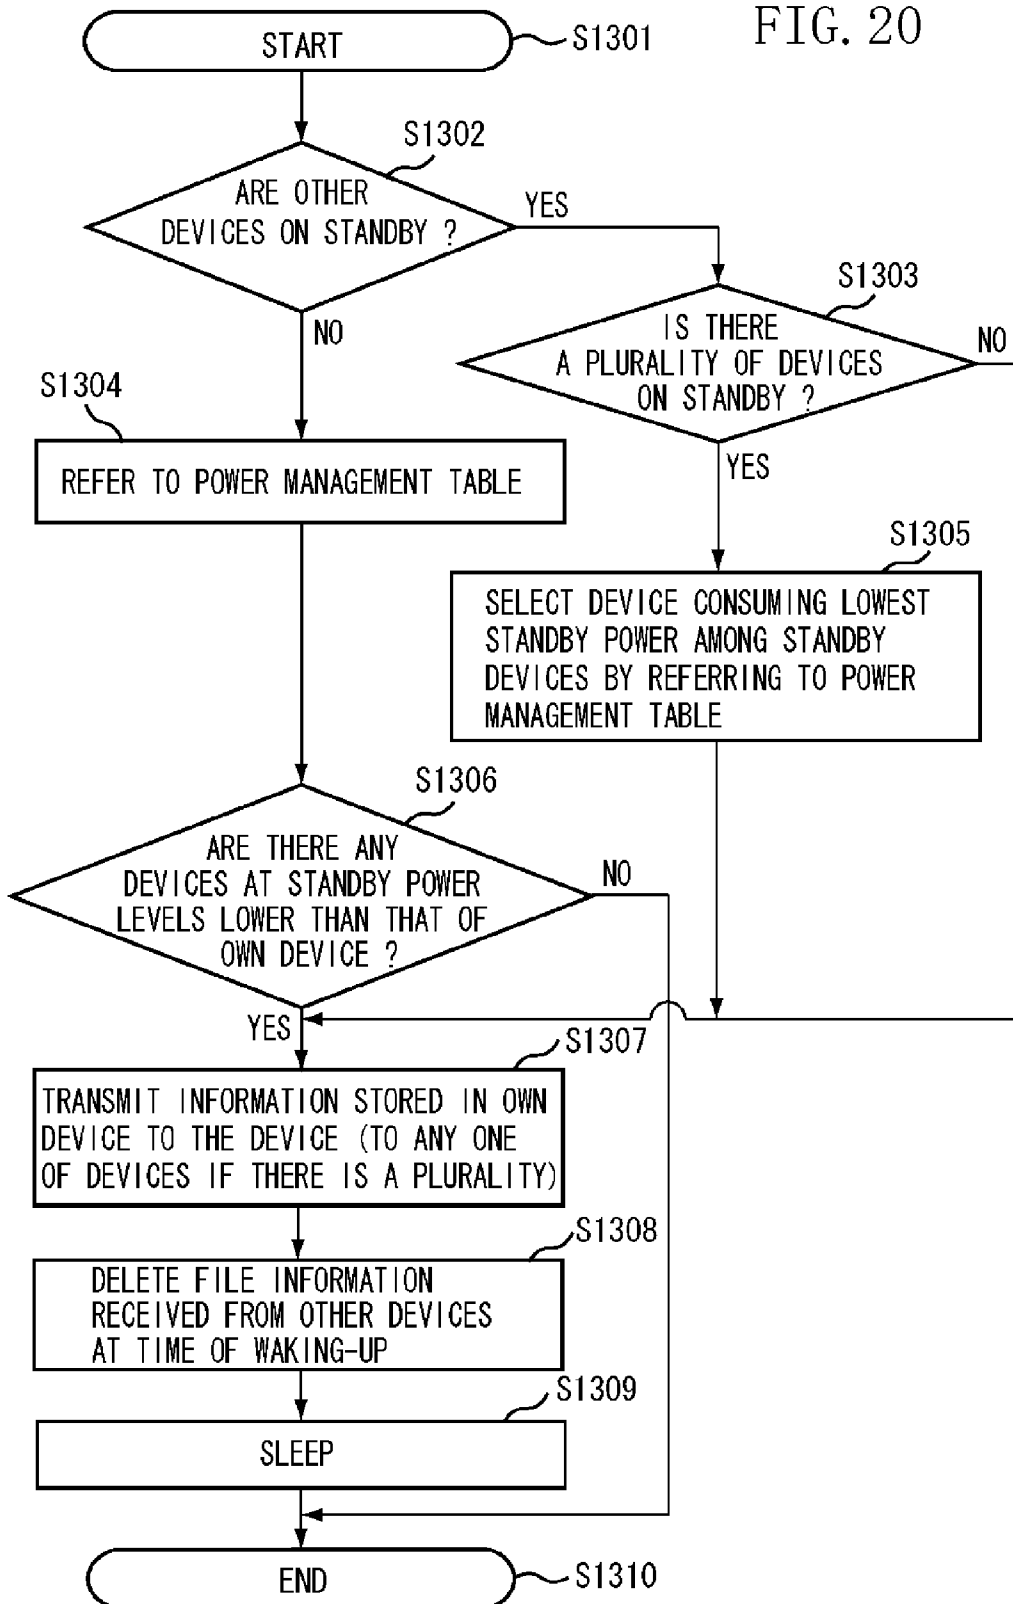 FIG. 20
START
S1301
S1302
ARE OTHER
DEVICES ON STANDBY ?
YES
NO
S1303
IS THERE
A PLURALITY OF DEVICES
ON STANDBY ?
NO
YES
S1304
REFER TO POWER MANAGEMENT TABLE
S1305
SELECT DEVICE CONSUMING LOWEST
STANDBY POWER AMONG STANDBY
DEVICES BY REFERRING TO POWER
MANAGEMENT TABLE
S1306
ARE THERE ANY
DEVICES AT STANDBY POWER
LEVELS LOWER THAN THAT OF
OWN DEVICE ?
NO
YES
S1307
TRANSMIT INFORMATION STORED IN OWN
DEVICE TO THE DEVICE (TO ANY ONE
OF DEVICES IF THERE IS A PLURALITY)
S1308
DELETE FILE INFORMATION
RECEIVED FROM OTHER DEVICES
AT TIME OF WAKING-UP
S1309
SLEEP
END
S1310